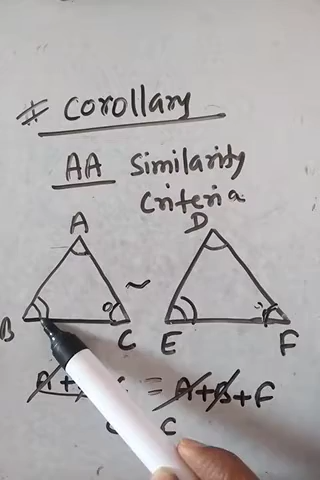 # Corollary
AA Similarity
Criteria
A D
~
B C E F
A + = A+B+F
C